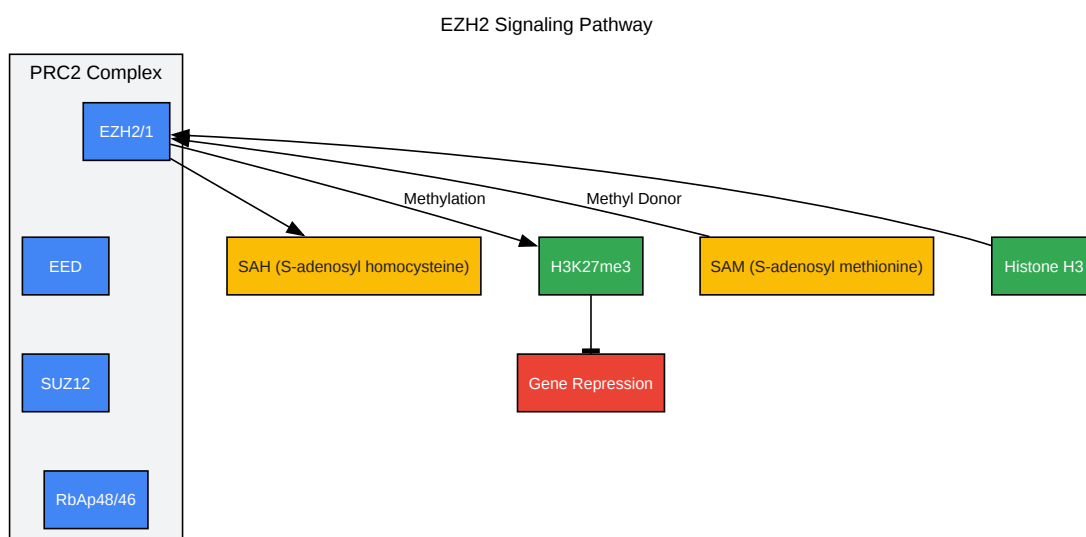 EZH2 Signaling Pathway
PRC2 Complex
EZH2/1
Methylation
Methyl Donor
EED
SAH (S-adenosyl homocysteine)
H3K27me3
SAM (S-adenosyl methionine)
Histone H3
SUZ12
Gene Repression
RbAp48/46